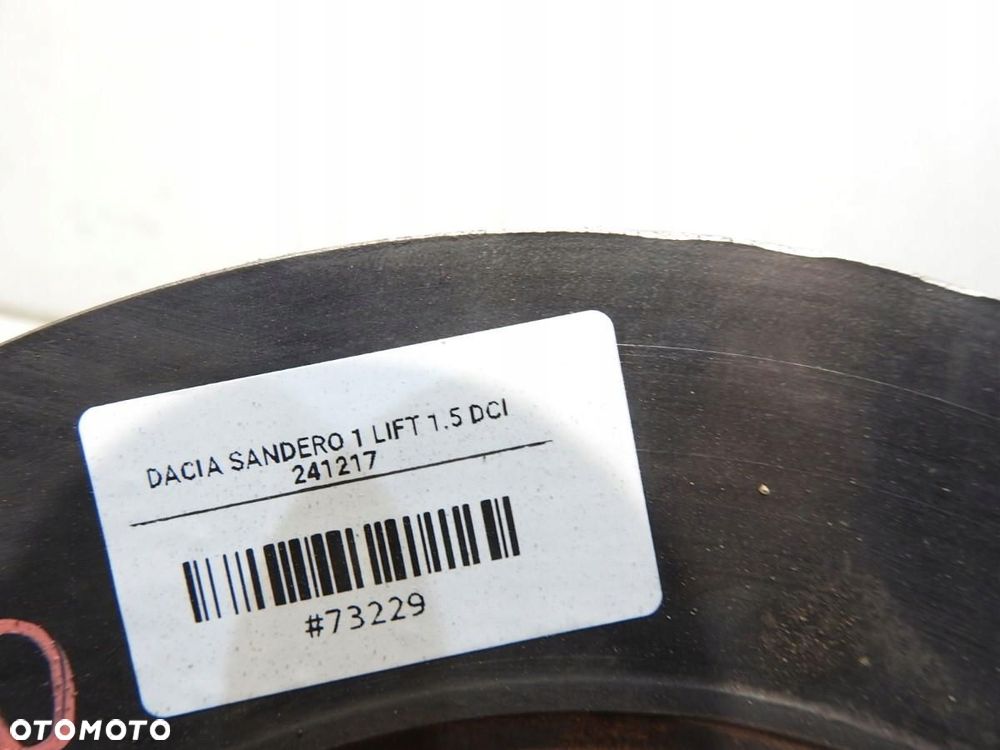 DACIA SANDERO 1 LIFT 1.5 DCI
241217
#73229
OTOMOTO